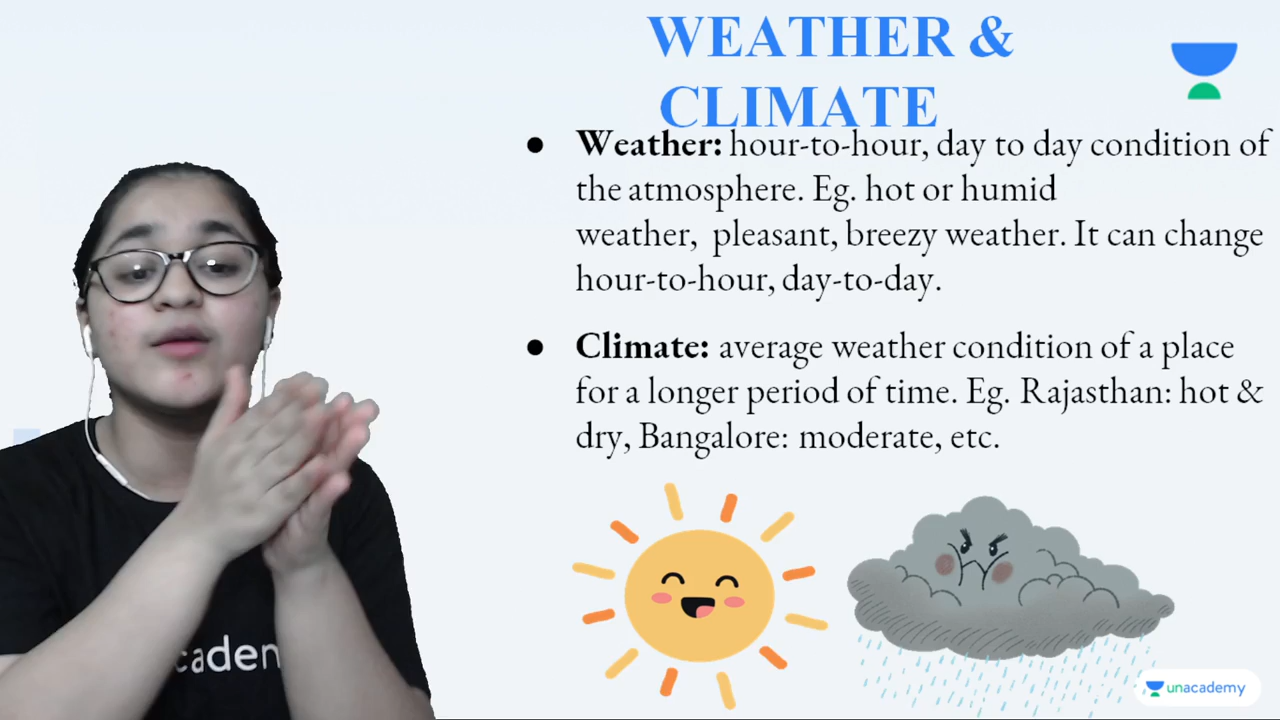 WEATHER &
CLIMATE
● Weather: hour-to-hour, day to day condition of
the atmosphere. Eg. hot or humid
weather, pleasant, breezy weather. It can change
hour-to-hour, day-to-day.
● Climate: average weather condition of a place
for a longer period of time. Eg. Rajasthan: hot &
dry, Bangalore: moderate, etc.
caden
unacademy